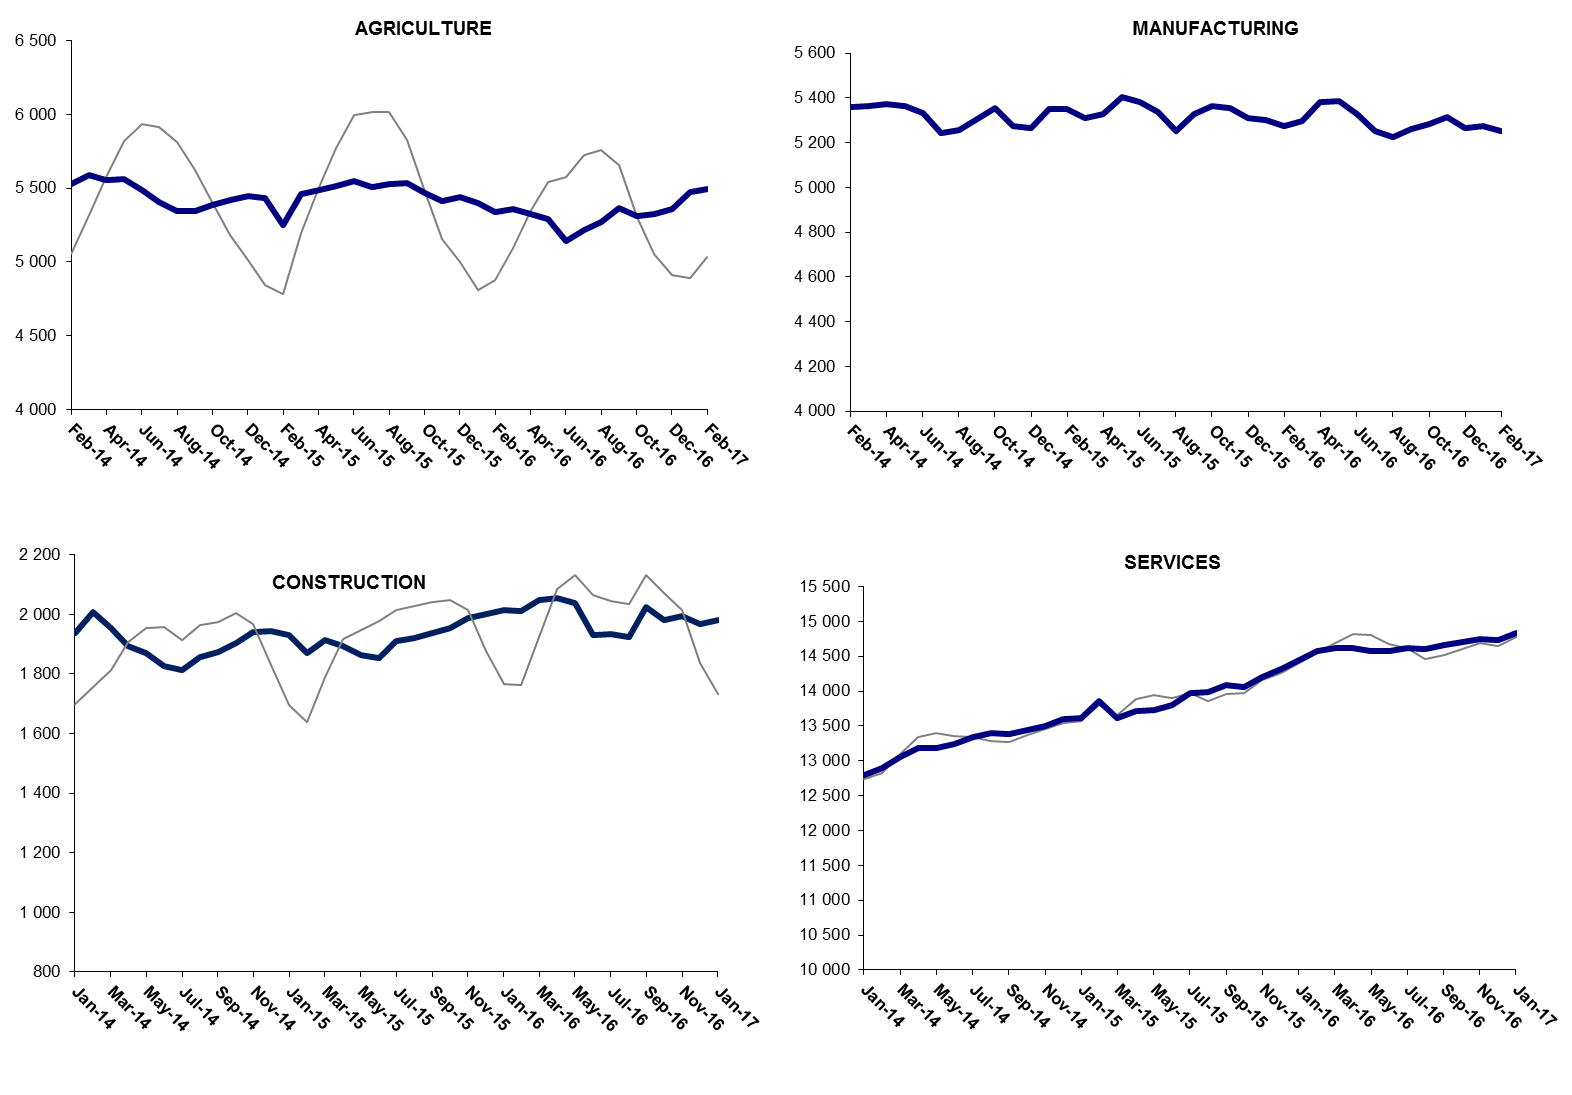 AGRICULTURE
6 500
6 000
5 500
5 000
4 500
4 000
Feb-14
Apr-14
Jun-14
Aug-14
Oct-14
Dec-14
Feb-15
Apr-15
Jun-15
Aug-15
Oct-15
Dec-15
Feb-16
Apr-16
Jun-16
Aug-16
Oct-16
Dec-16
Feb-17
MANUFACTURING
5 600
5 400
5 200
5 000
4 800
4 600
4 400
4 200
4 000
Feb-14
Apr-14
Jun-14
Aug-14
Oct-14
Dec-14
Feb-15
Apr-15
Jun-15
Aug-15
Oct-15
Dec-15
Feb-16
Apr-16
Jun-16
Aug-16
Oct-16
Dec-16
Feb-17
CONSTRUCTION
2 200
2 000
1 800
1 600
1 400
1 200
1 000
800
Jan-14
Mar-14
May-14
Jul-14
Sep-14
Nov-14
Jan-15
Mar-15
May-15
Jul-15
Sep-15
Nov-15
Jan-16
Mar-16
May-16
Jul-16
Sep-16
Nov-16
Jan-17
SERVICES
15 500
15 000
14 500
14 000
13 500
13 000
12 500
12 000
11 500
11 000
10 500
10 000
Jan-14
Mar-14
May-14
Jul-14
Sep-14
Nov-14
Jan-15
Mar-15
May-15
Jul-15
Sep-15
Nov-15
Jan-16
Mar-16
May-16
Jul-16
Sep-16
Nov-16
Jan-17